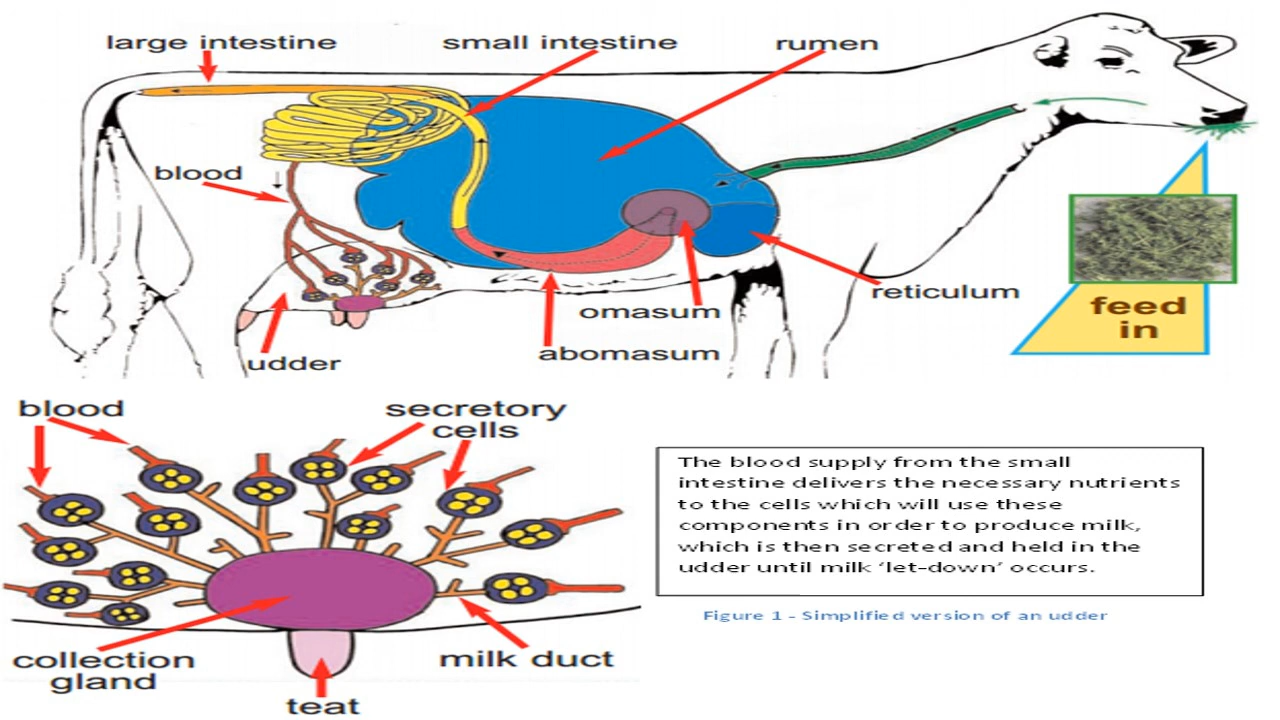 large intestine
small intestine
rumen
blood
reticulum
omasum
feed
in
abomasum
udder
blood
secretory
cells
The blood supply from the small
intestine delivers the necessary nutrients
to the cells which will use these
components in order to produce milk,
which is then secreted and held in the
udder until milk ‘let-down’ occurs.
Figure 1 - Simplified version of an udder
collection
gland
milk duct
teat